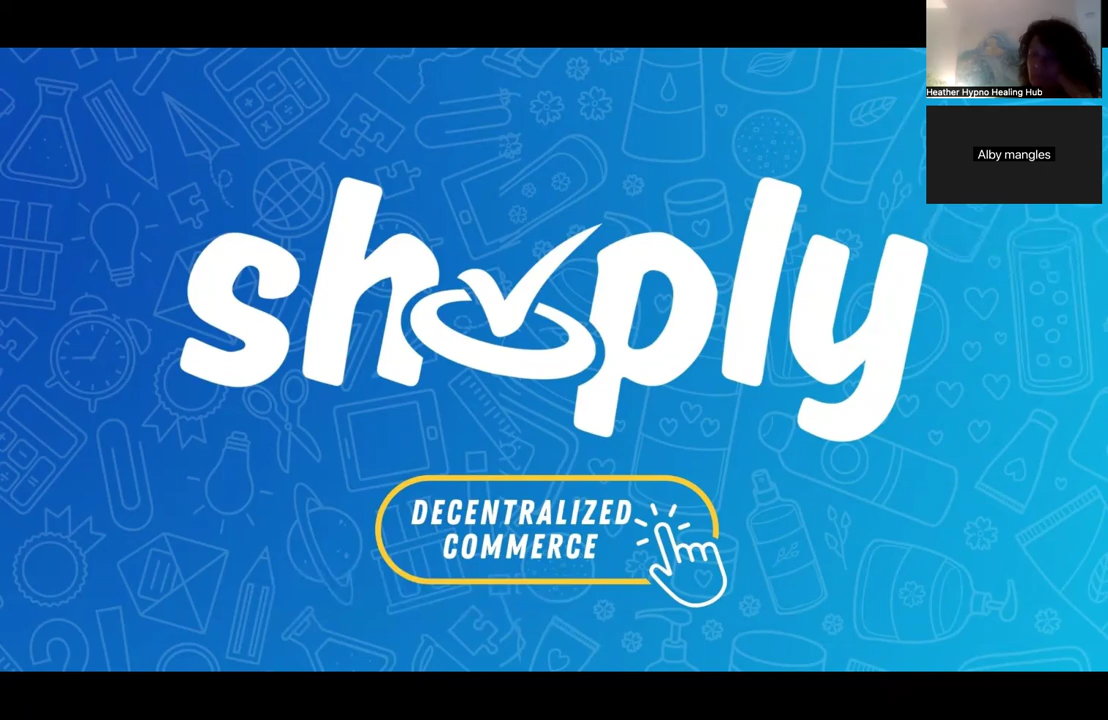 Heather Hypno Healing Hub
Alby mangles
shoply
DECENTRALIZED
COMMERCE